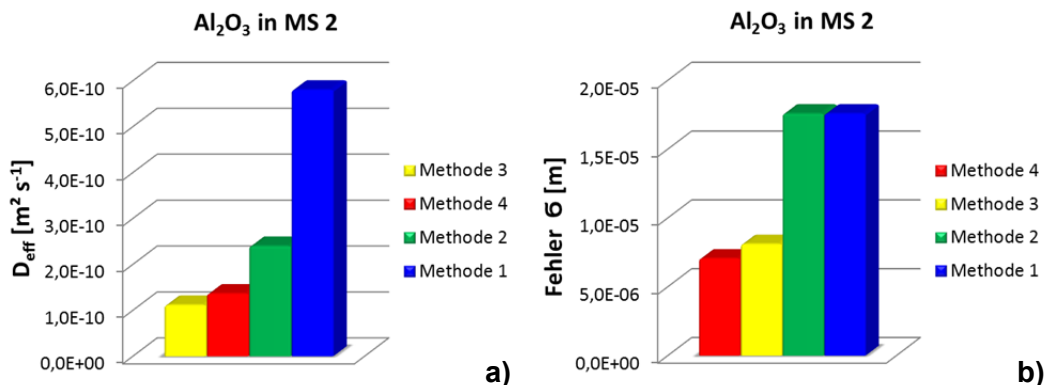 Al₂O₃ in MS 2
D_eff [m² s⁻¹]
6,0E-10
5,0E-10
4,0E-10
3,0E-10
2,0E-10
1,0E-10
0,0E+00
Methode 3
Methode 4
Methode 2
Methode 1
a)
Al₂O₃ in MS 2
Fehler б [m]
2,0E-05
1,5E-05
1,0E-05
5,0E-06
0,0E+00
Methode 4
Methode 3
Methode 2
Methode 1
b)